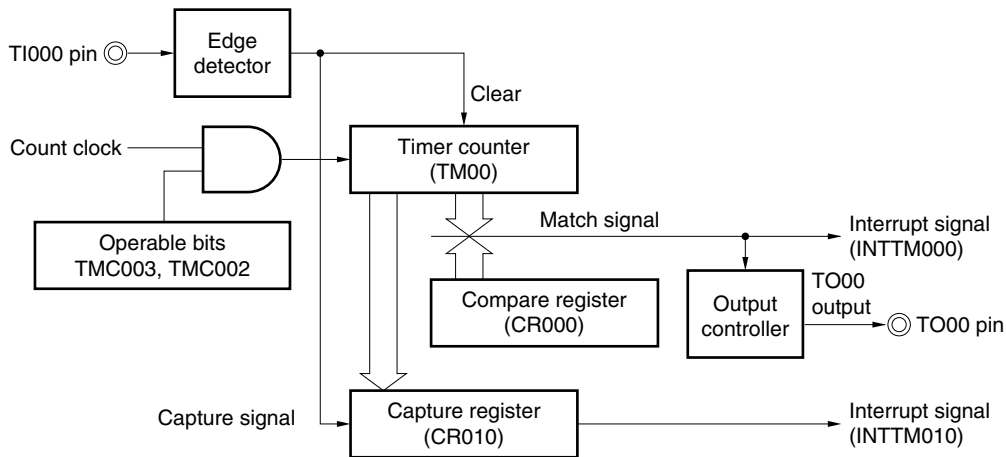 TI000 pin
Edge
detector
Clear
Count clock
Timer counter
(TM00)
Operable bits
TMC003, TMC002
Match signal
Interrupt signal
(INTTM000)
Compare register
(CR000)
Output
controller
TO00
output
TO00 pin
Capture signal
Capture register
(CR010)
Interrupt signal
(INTTM010)